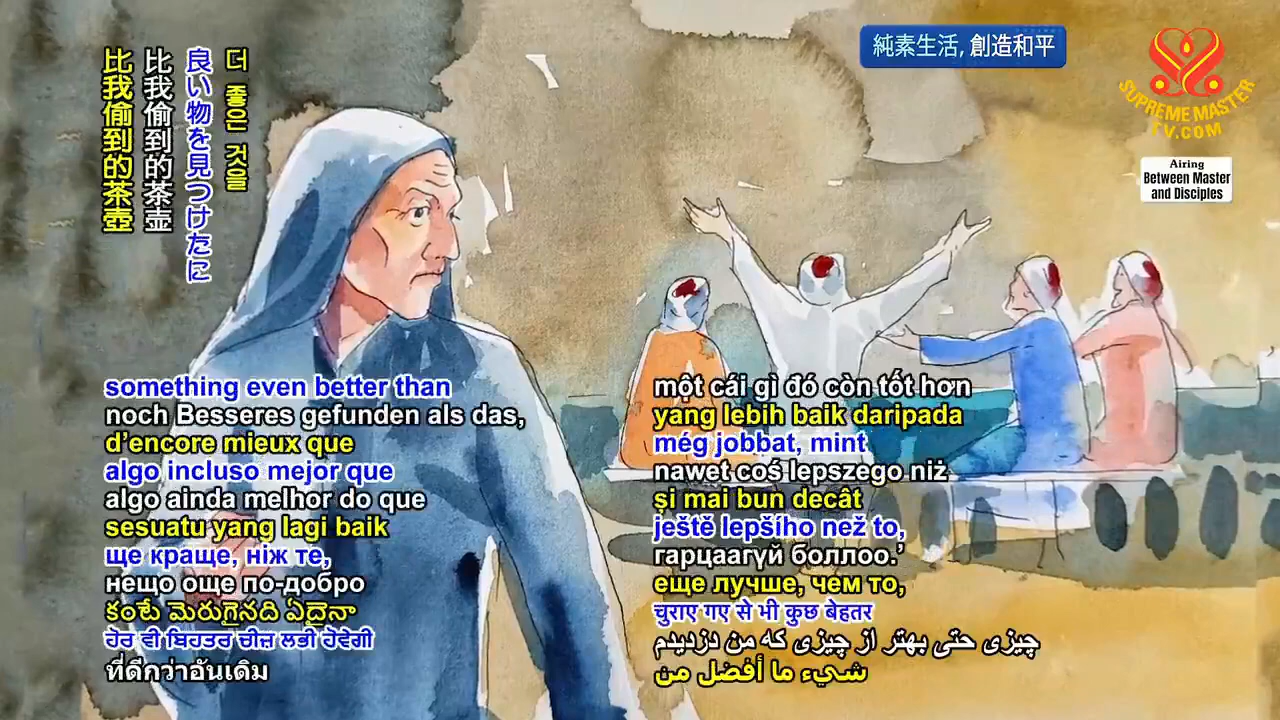 더 좋은 것을
良い物を見つけたに
比我偷到的茶壶
比我偷到的茶壺
純素生活, 創造和平
SUPREME MASTER
TV.COM
Airing
Between Master
and Disciples
something even better than
noch Besseres gefunden als das,
d’encore mieux que
algo incluso mejor que
algo ainda melhor do que
sesuatu yang lagi baik
ще краще, ніж те,
нещо още по-добро
కంటే మెరుగైనది ఏదైనా
ਹੋਰ ਵੀ ਬਿਹਤਰ ਚੀਜ਼ ਲਭੀ ਹੋਵੇਗੀ
ที่ดีกว่าอันเดิม
một cái gì đó còn tốt hơn
yang lebih baik daripada
még jobbat, mint
nawet coś lepszego niż
și mai bun decât
ještě lepšího než to,
гарцаагүй боллоо.’
еще лучше, чем то,
चुराए गए से भी कुछ बेहतर
چیزی حتی بهتر از چیزی که من دزدیدم
شيء ما أفضل من